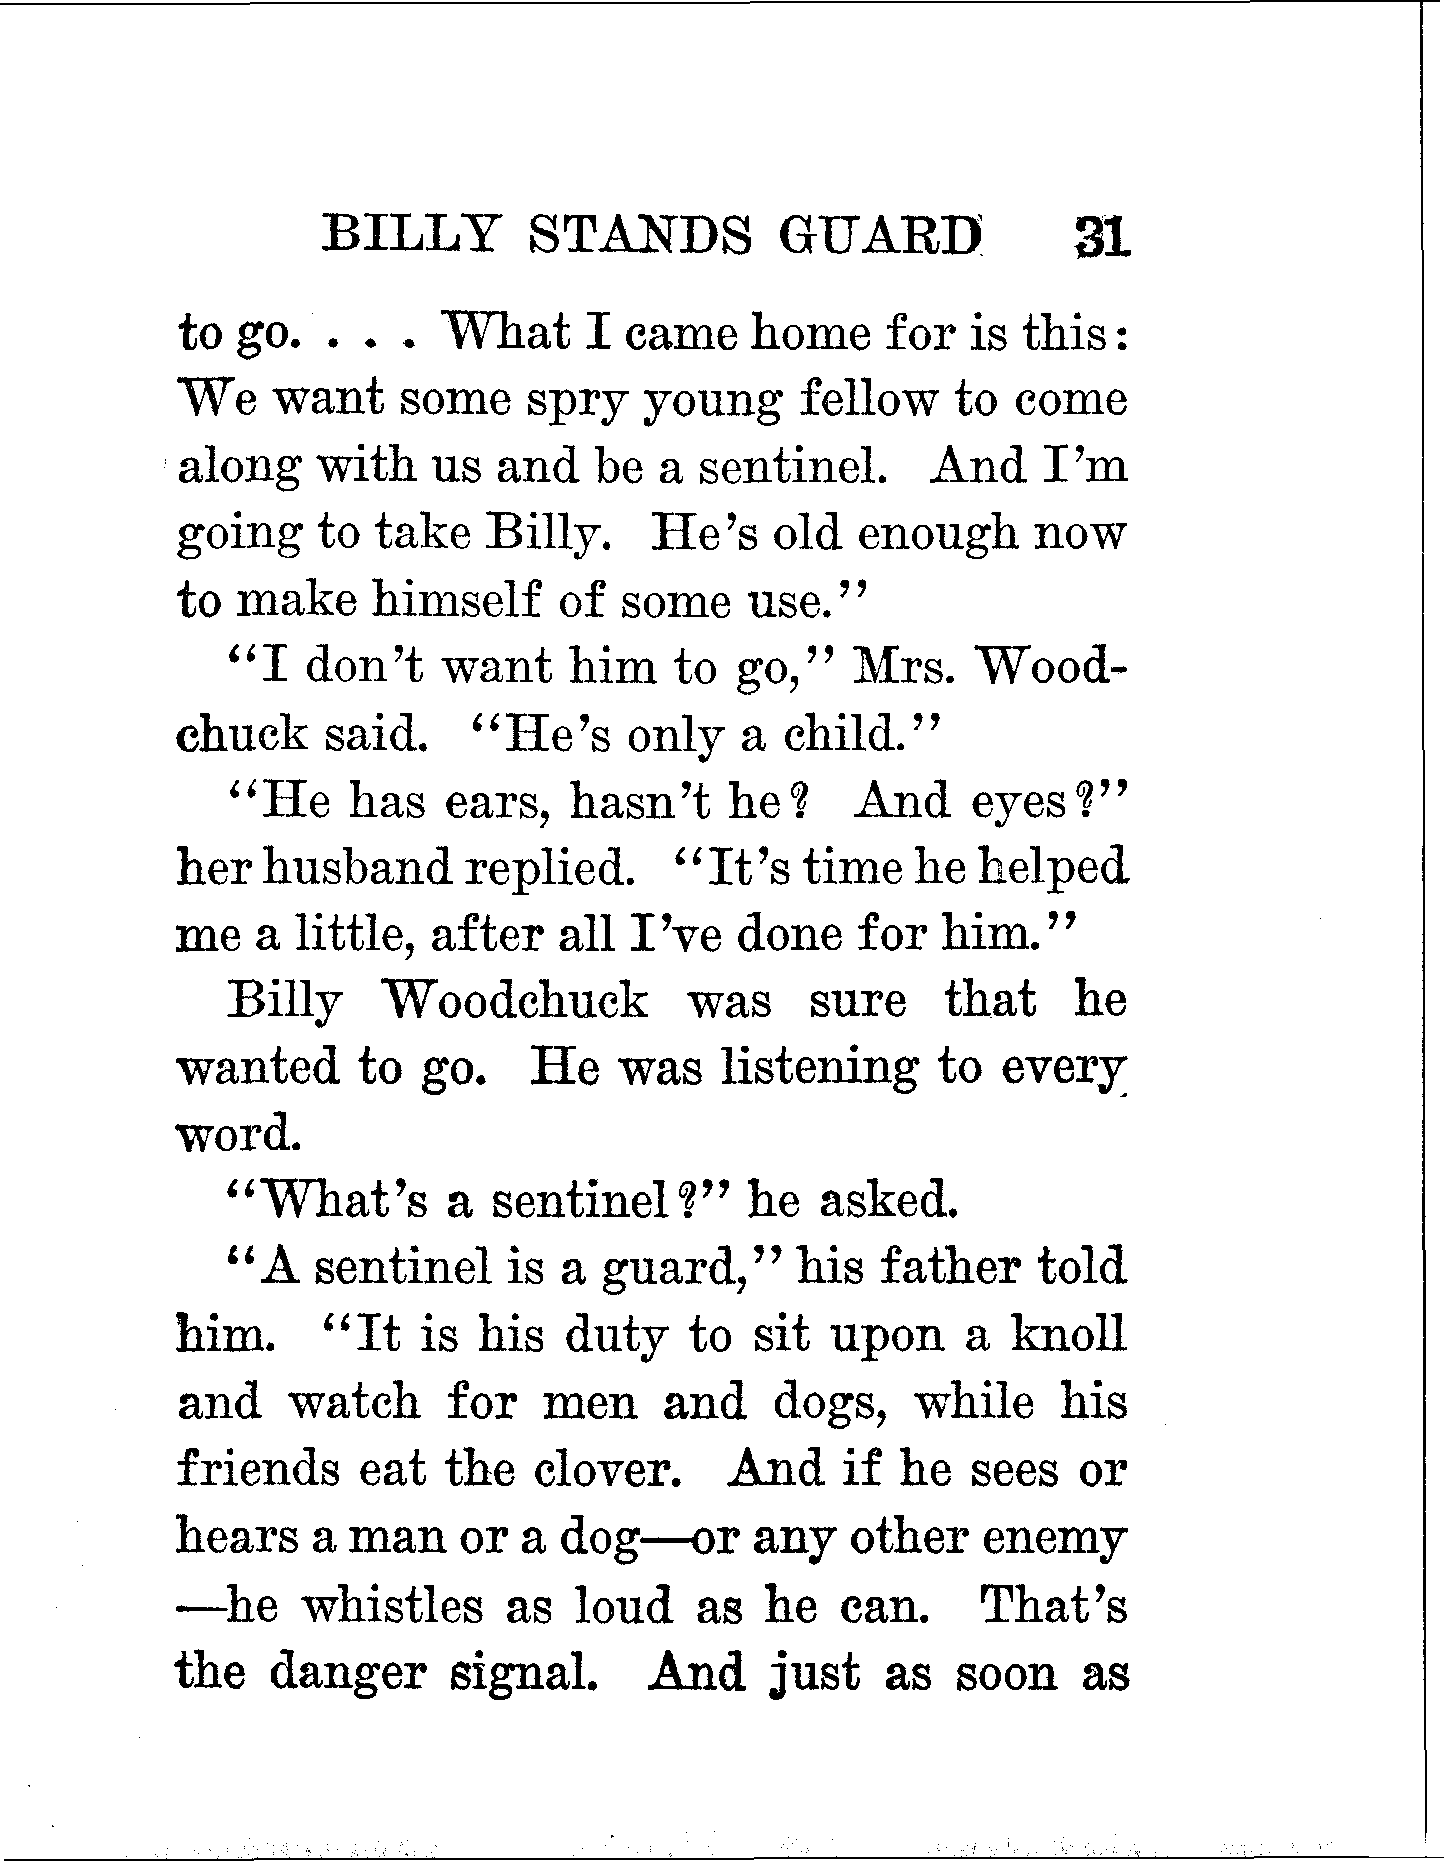 BILLY STANDS GUARD 31
to go. . . . What I came home for is this:
We want some spry young fellow to come
along with us and be a sentinel. And I'm
going to take Billy. He's old enough now
to make himself of some use."
"I don't want him to go," Mrs. Wood-
chuck said. "He's only a child."
"He has ears, hasn't he? And eyes?"
her husband replied. "It's time he helped
me a little, after all I've done for him."
Billy Woodchuck was sure that he
wanted to go. He was listening to every
word.
"What's a sentinel?" he asked.
"A sentinel is a guard," his father told
him. "It is his duty to sit upon a knoll
and watch for men and dogs, while his
friends eat the clover. And if he sees or
hears a man or a dog—or any other enemy
—he whistles as loud as he can. That's
the danger signal. And just as soon as